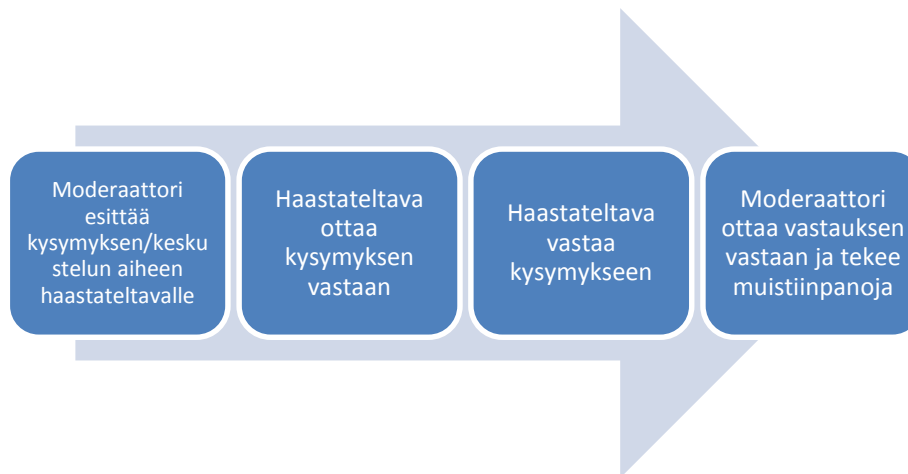 Moderaattori
esittää
kysymyksen/kesku
stelun aiheen
haastateltavalle
Haastateltava
ottaa
kysymyksen
vastaan
Haastateltava
vastaa
kysymykseen
Moderaattori
ottaa vastauksen
vastaan ja tekee
muistiinpanoja